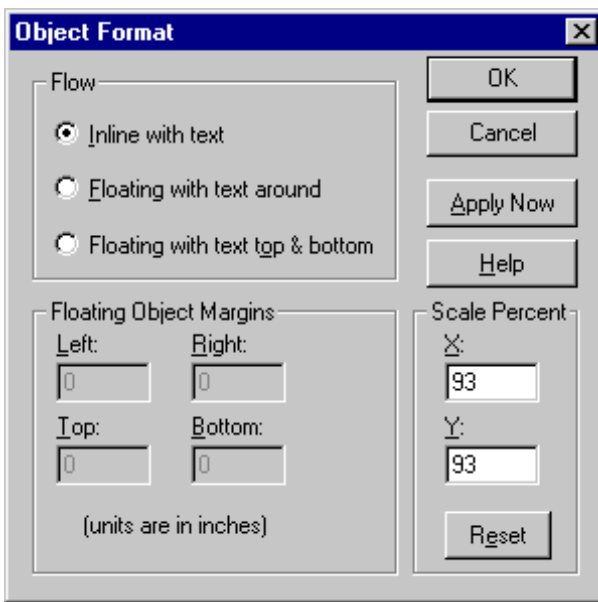 Object Format
Flow
Inline with text
Floating with text around
Floating with text top & bottom
OK
Cancel
Apply Now
Help
Floating Object Margins
Left: Right:
0 0
Top: Bottom:
0 0
(units are in inches)
Scale Percent
X:
93
Y:
93
Reset